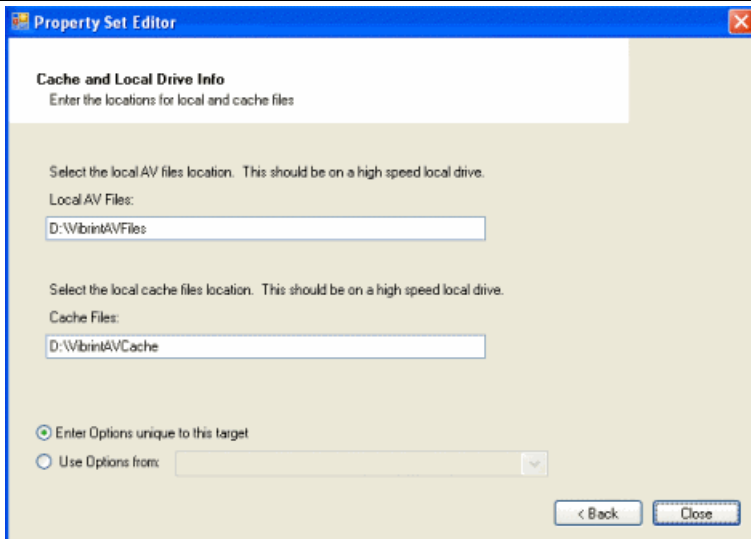 Property Set Editor
Cache and Local Drive Info
Enter the locations for local and cache files
Select the local AV files location. This should be on a high speed local drive.
Local AV Files:
D:\VibrintAVFiles
Select the local cache files location. This should be on a high speed local drive.
Cache Files:
D:\VibrintAVCache
Enter Options unique to this target
Use Options from:
< Back Close